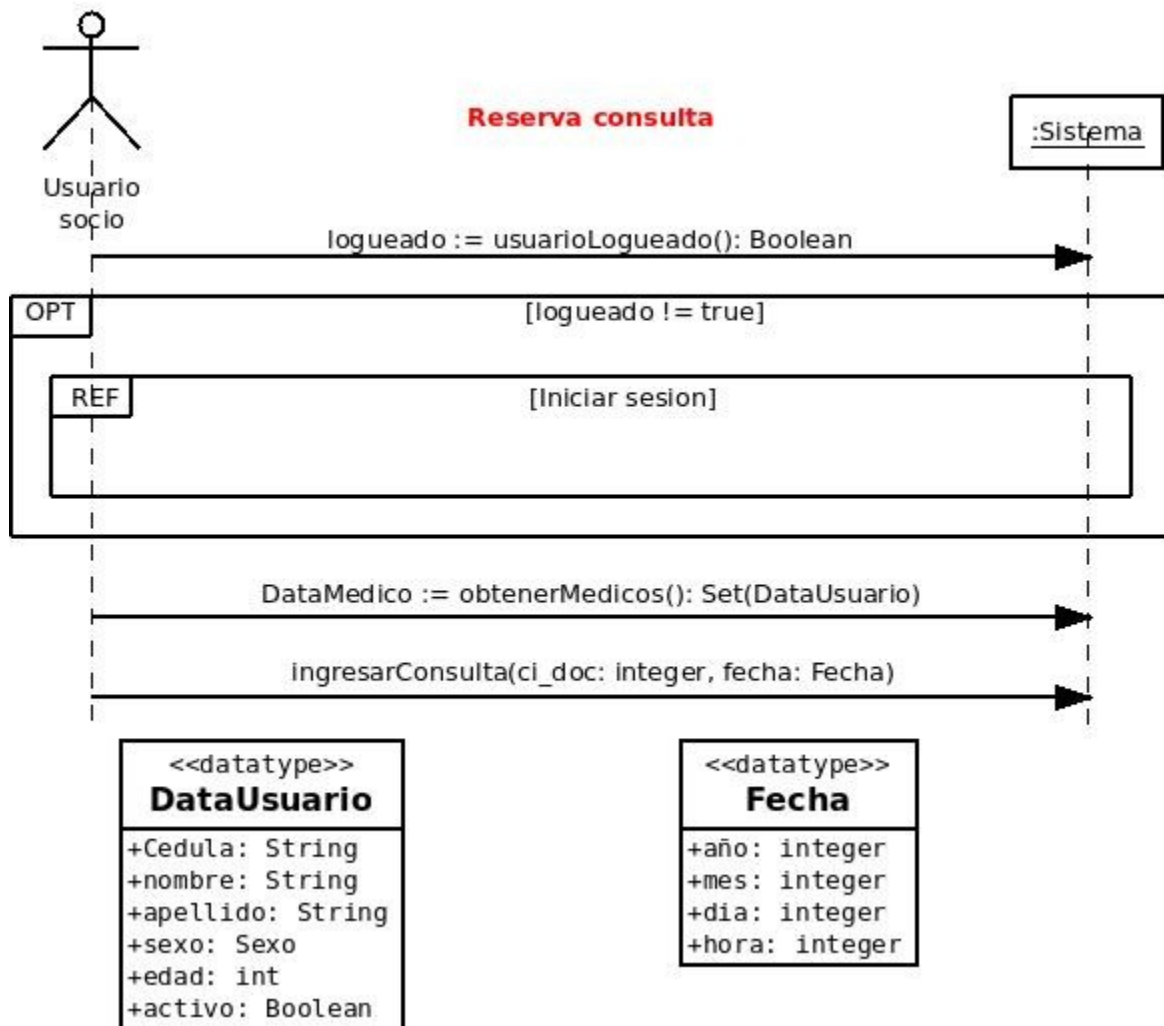 Reserva consulta
:Sistema
Usuario
socio
logueado := usuarioLogueado(): Boolean
OPT
[logueado != true]
REF
[Iniciar sesion]
DataMedico := obtenerMedicos(): Set(DataUsuario)
ingresarConsulta(ci_doc: integer, fecha: Fecha)
<<datatype>>
DataUsuario
+Cedula: String
+nombre: String
+apellido: String
+sexo: Sexo
+edad: int
+activo: Boolean
<<datatype>>
Fecha
+año: integer
+mes: integer
+dia: integer
+hora: integer